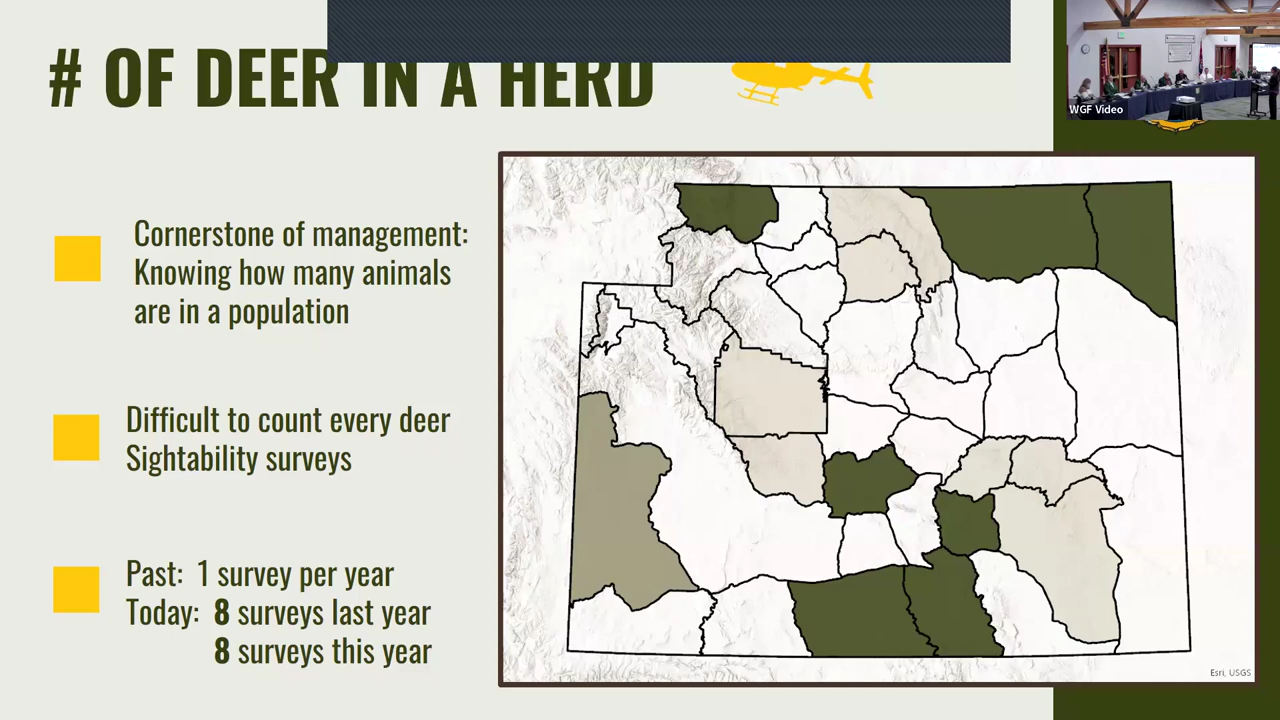 # OF DEER IN A HERD
WGF Video
Cornerstone of management:
Knowing how many animals
are in a population
Difficult to count every deer
Sightability surveys
Past: 1 survey per year
Today: 8 surveys last year
8 surveys this year
Esri, USGS